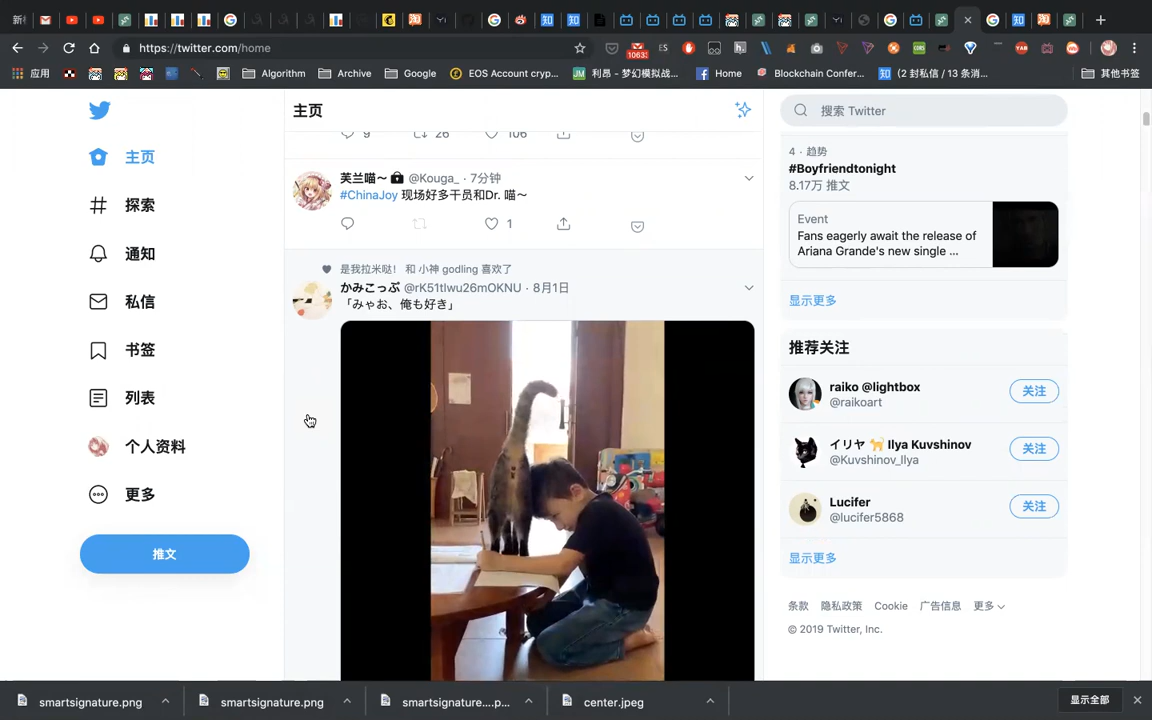 https://twitter.com/home
1063!
ES
h.
CORS
YAB
应用
Algorithm
Archive
Google
EOS Account cryp...
JM 利昂 - 梦幻模拟战...
Home
Blockchain Confer...
知 (2 封私信 / 13 条消...
其他书签
主页
探索
通知
私信
书签
列表
个人资料
更多
推文
主页
9 26 106
芙兰喵～ @Kouga_ · 7分钟
#ChinaJoy 现场好多干员和Dr. 喵～
1
是我拉米哒！ 和 小神 godling 喜欢了
かみこっぷ @rK51tlwu26mOKNU · 8月1日
「みゃお、俺も好き」
搜索 Twitter
4 · 趋势
#Boyfriendtonight
8.17万 推文
Event
Fans eagerly await the release of
Ariana Grande's new single ...
显示更多
推荐关注
raiko @lightbox
@raikoart
关注
イリヤ Ilya Kuvshinov
@Kuvshinov_Ilya
关注
Lucifer
@lucifer5868
关注
显示更多
条款 隐私政策 Cookie 广告信息 更多
© 2019 Twitter, Inc.
smartsignature.png
smartsignature.png
smartsignature....p...
center.jpeg
显示全部